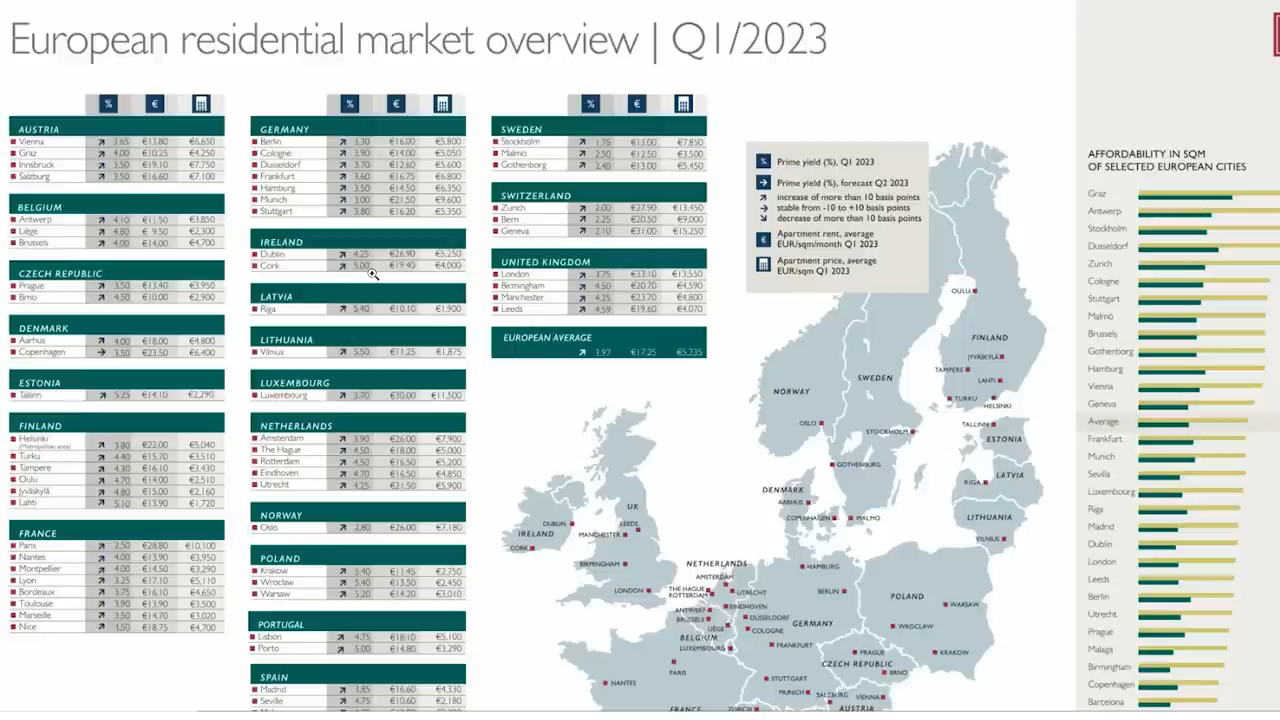 European residential market overview | Q1/2023
% €
AUSTRIA
Vienna 3.65 €13.80 €6,650
Graz 4.00 €10.25 €4,250
Innsbruck 3.50 €19.10 €7,750
Salzburg 3.50 €16.60 €7,100
BELGIUM
Antwerp 4.10 €11.50 €3,850
Liège 4.80 € 9.50 €2,300
Brussels 4.00 €14.00 €4,700
CZECH REPUBLIC
Prague 3.50 €13.40 €3,950
Brno 4.50 €10.00 €2,900
DENMARK
Aarhus 4.00 €18.00 €4,800
Copenhagen 3.50 €23.50 €6,400
ESTONIA
Tallinn 5.25 €14.10 €2,290
FINLAND
Helsinki 3.80 €22.00 €5,040
(Metropolitan area)
Turku 4.40 €15.70 €3,510
Tampere 4.30 €16.10 €3,430
Oulu 4.70 €14.00 €2,510
Jyväskylä 4.80 €15.00 €2,160
Lahti 5.10 €13.90 €1,720
FRANCE
Paris 2.50 €28.80 €10,100
Nantes 4.00 €13.90 €3,950
Montpellier 4.00 €14.50 €3,290
Lyon 3.25 €17.10 €5,110
Bordeaux 3.75 €16.10 €4,650
Toulouse 3.90 €13.90 €3,500
Marseille 3.50 €14.70 €3,020
Nice 3.50 €18.75 €4,700
% €
GERMANY
Berlin 3.30 €16.00 €5,800
Cologne 3.90 €14.00 €5,050
Dusseldorf 3.70 €12.60 €5,600
Frankfurt 3.60 €16.75 €6,800
Hamburg 3.50 €14.50 €6,350
Munich 3.00 €21.50 €9,600
Stuttgart 3.80 €16.20 €5,350
IRELAND
Dublin 4.25 €26.90 €5,250
Cork 5.00 €19.40 €4,000
LATVIA
Riga 5.40 €10.10 €1,900
LITHUANIA
Vilnius 5.50 €11.25 €1,875
LUXEMBOURG
Luxembourg 3.70 €30.00 €11,500
NETHERLANDS
Amsterdam 3.90 €26.00 €7,900
The Hague 4.50 €18.00 €5,000
Rotterdam 4.50 €16.50 €5,200
Eindhoven 4.70 €16.50 €4,850
Utrecht 4.25 €21.50 €5,900
NORWAY
Oslo 2.80 €26.00 €7,180
POLAND
Krakow 5.40 €11.45 €2,750
Wroclaw 5.40 €13.50 €2,450
Warsaw 5.20 €14.20 €3,010
PORTUGAL
Lisbon 4.75 €18.10 €5,100
Porto 5.00 €14.80 €3,290
SPAIN
Madrid 3.85 €16.60 €4,330
Seville 4.75 €10.60 €2,180
% €
SWEDEN
Stockholm 1.75 €13.00 €7,850
Malmo 2.50 €12.50 €3,500
Gothenborg 2.40 €13.00 €5,450
SWITZERLAND
Zurich 2.00 €27.90 €13,450
Bern 2.25 €20.50 €9,000
Geneva 2.10 €31.00 €15,250
UNITED KINGDOM
London 3.75 €33.10 €13,550
Birmingham 4.50 €20.70 €4,590
Manchester 4.25 €23.70 €4,800
Leeds 4.59 €19.60 €4,070
EUROPEAN AVERAGE
3.97 €17.25 €5,235
% Prime yield (%), Q1 2023
Prime yield (%), forecast Q2 2023
increase of more than 10 basis points
stable from -10 to +10 basis points
decrease of more than 10 basis points
€ Apartment rent, average
EUR/sqm/month Q1 2023
Apartment price, average
EUR/sqm Q1 2023
OULU
FINLAND
JYVÄSKYLÄ
TAMPERE
LAHTI
SWEDEN
NORWAY
TURKU
HELSINKI
OSLO
STOCKHOLM
TALLINN
ESTONIA
GOTHENBURG
LATVIA
RIGA
DENMARK
AARHUS
UK
COPENHAGEN
MALMO
LITHUANIA
DUBLIN
LEEDS
IRELAND
MANCHESTER
VILNIUS
CORK
BIRMINGHAM
NETHERLANDS
HAMBURG
AMSTERDAM
LONDON
THE HAGUE
ROTTERDAM
UTRECHT
BERLIN
POLAND
WARSAW
ANTWERP
EINDHOVEN
BRUSSELS
DUSSELDORF
LIÈGE
COLOGNE
GERMANY
WROCLAW
BELGIUM
LUXEMBOURG
FRANKFURT
PRAGUE
KRAKOW
CZECH REPUBLIC
PARIS
BRNO
NANTES
STUTTGART
MUNICH
SALZBURG
VIENNA
FRANCE
ZURICH
AUSTRIA
AFFORDABILITY IN SQM
OF SELECTED EUROPEAN CITIES
Graz
Antwerp
Stockholm
Dusseldorf
Zurich
Cologne
Stuttgart
Malmö
Brussels
Gothenborg
Hamburg
Vienna
Geneva
Average
Frankfurt
Munich
Sevilla
Luxembourg
Riga
Madrid
Dublin
London
Leeds
Berlin
Utrecht
Prague
Malaga
Birmingham
Copenhagen
Barcelona